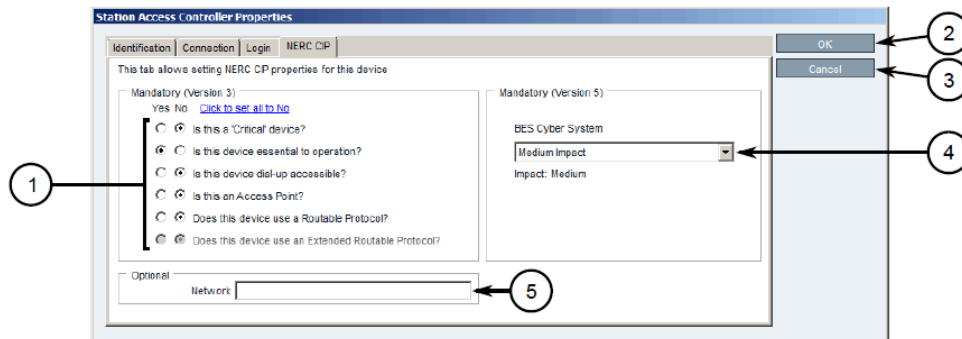 Station Access Controller Properties
Identification Connection Login NERC CIP
OK
2
Cancel
3
This tab allows setting NERC CIP properties for this device
Mandatory (Version 3)
Yes No Click to set all to No
Is this a 'Critical' device?
Is this device essential to operation?
Is this device dial-up accessible?
Is this an Access Point?
Does this device use a Routable Protocol?
Does this device use an Extended Routable Protocol?
1
Mandatory (Version 5)
BES Cyber System
Medium Impact
4
Impact: Medium
Optional
Network
5